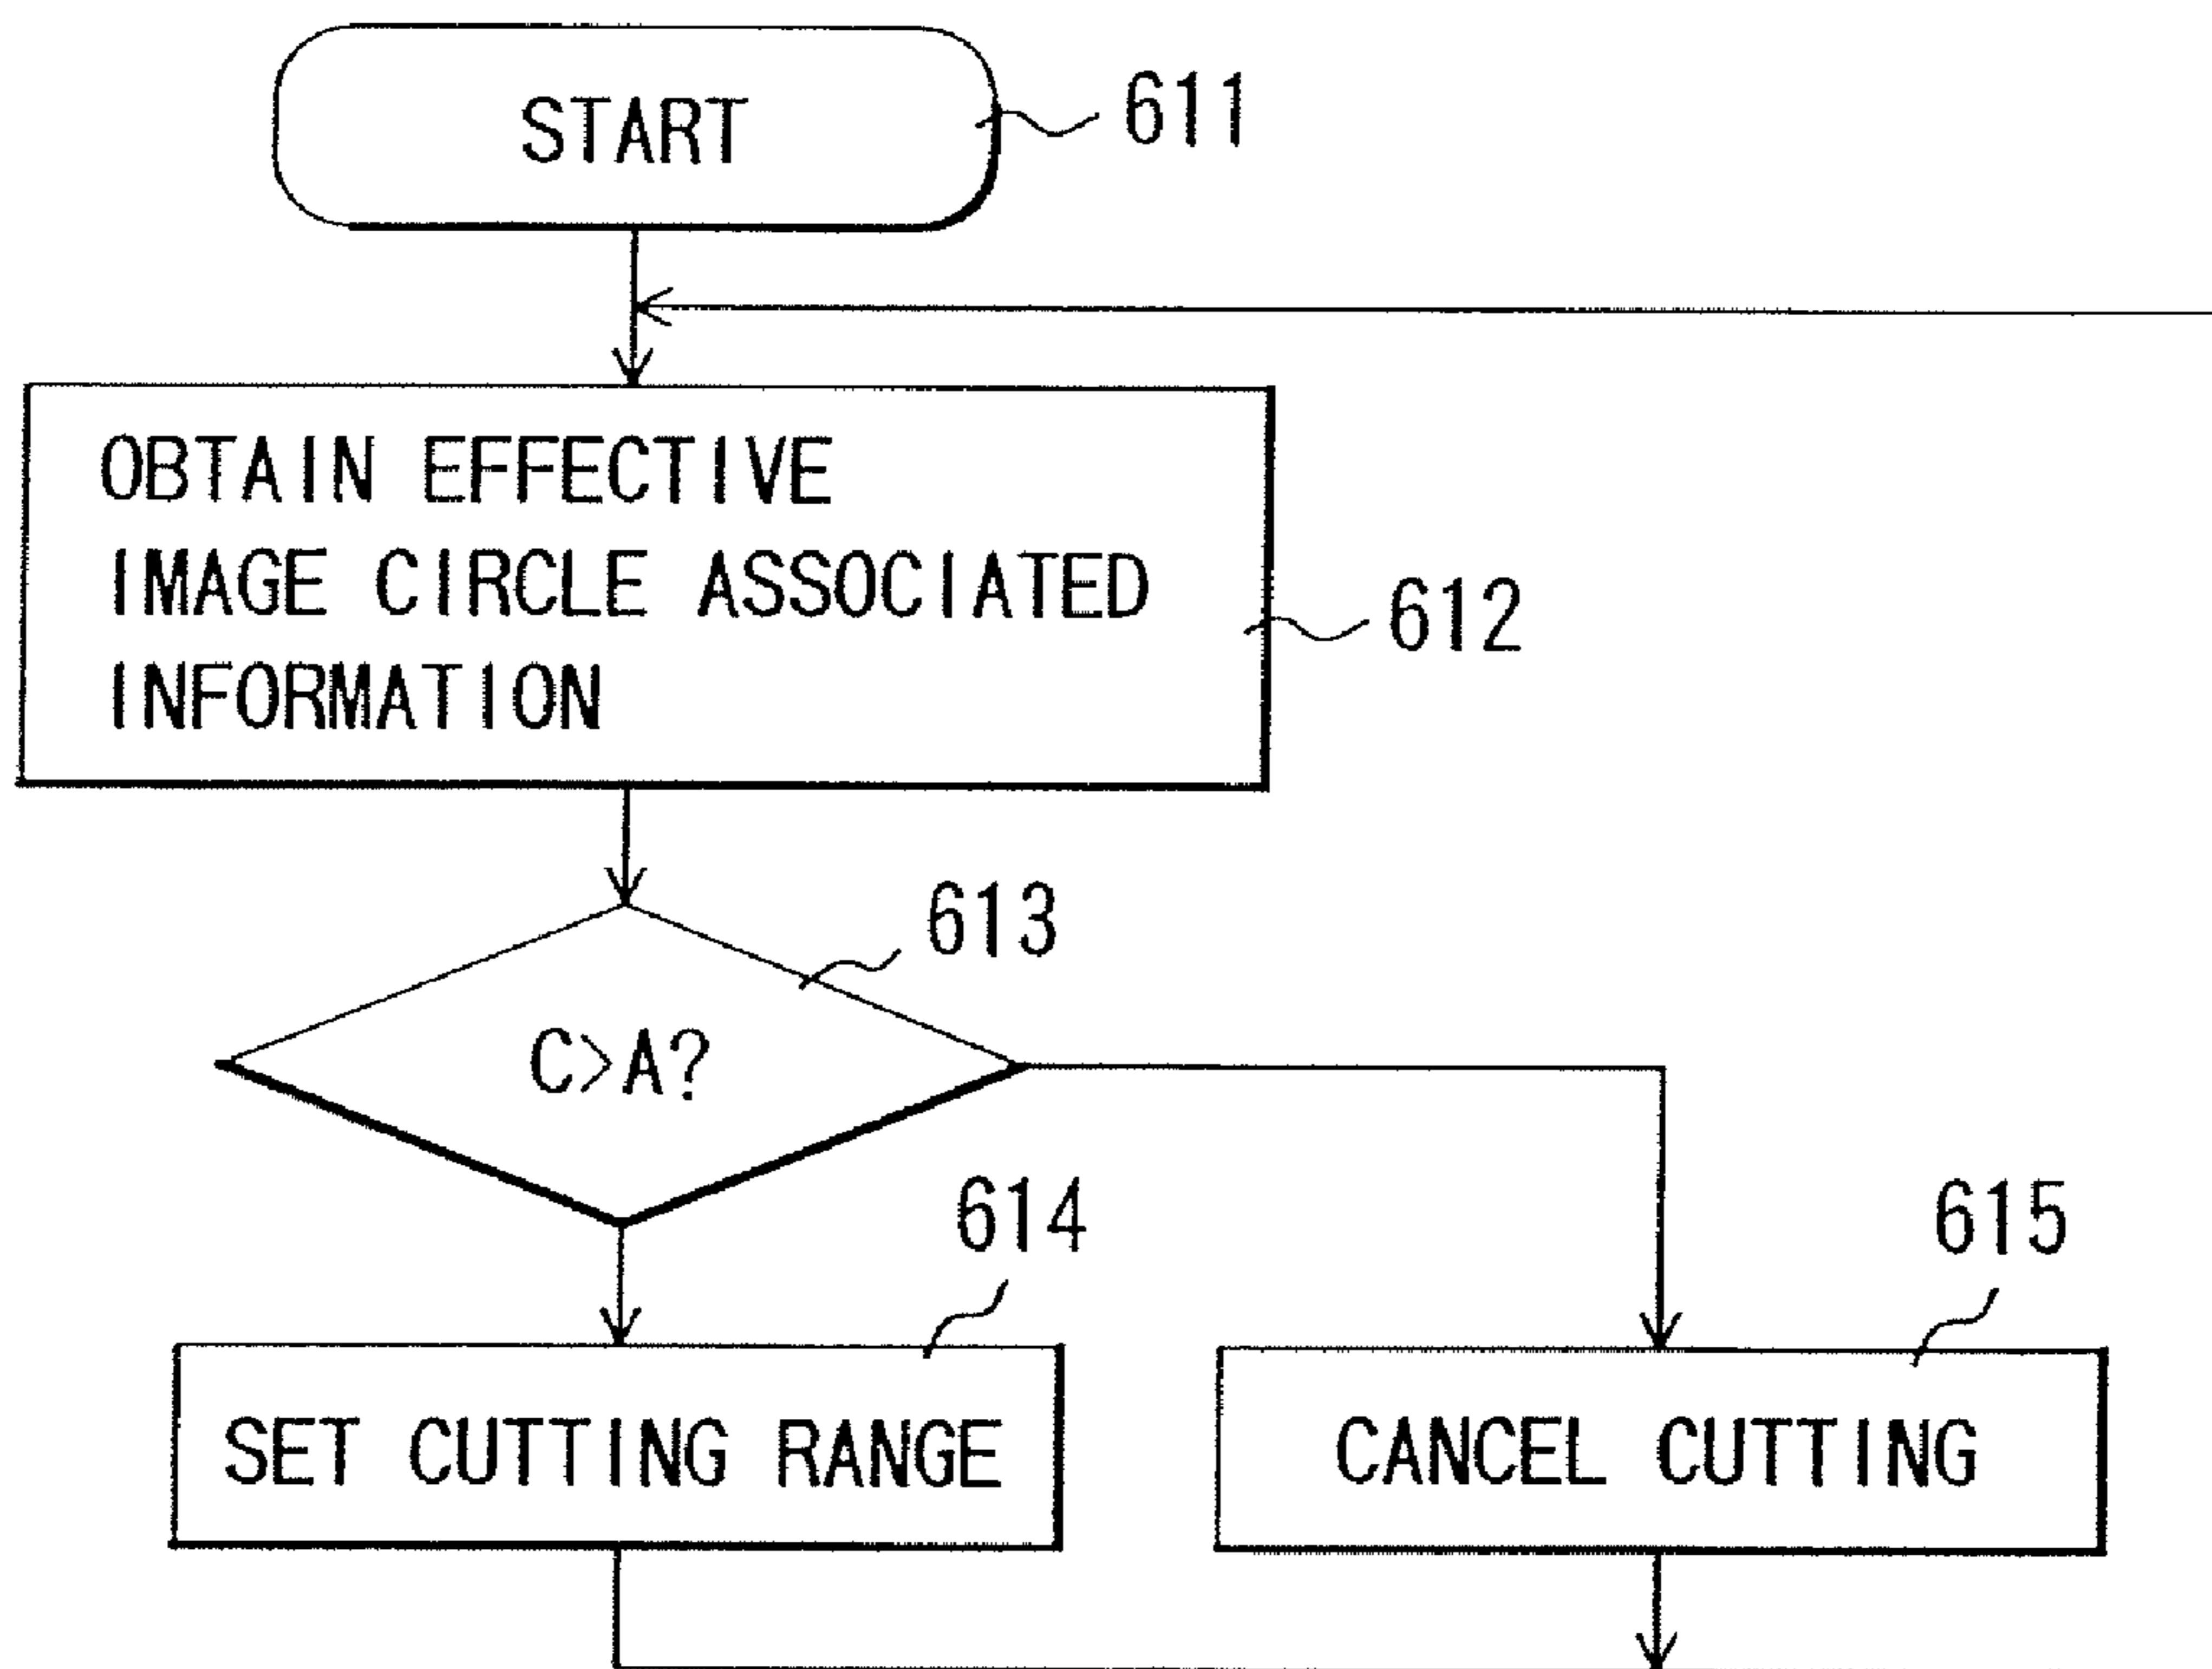 START
611
OBTAIN EFFECTIVE
IMAGE CIRCLE ASSOCIATED
INFORMATION
612
613
C>A?
614
615
SET CUTTING RANGE
CANCEL CUTTING